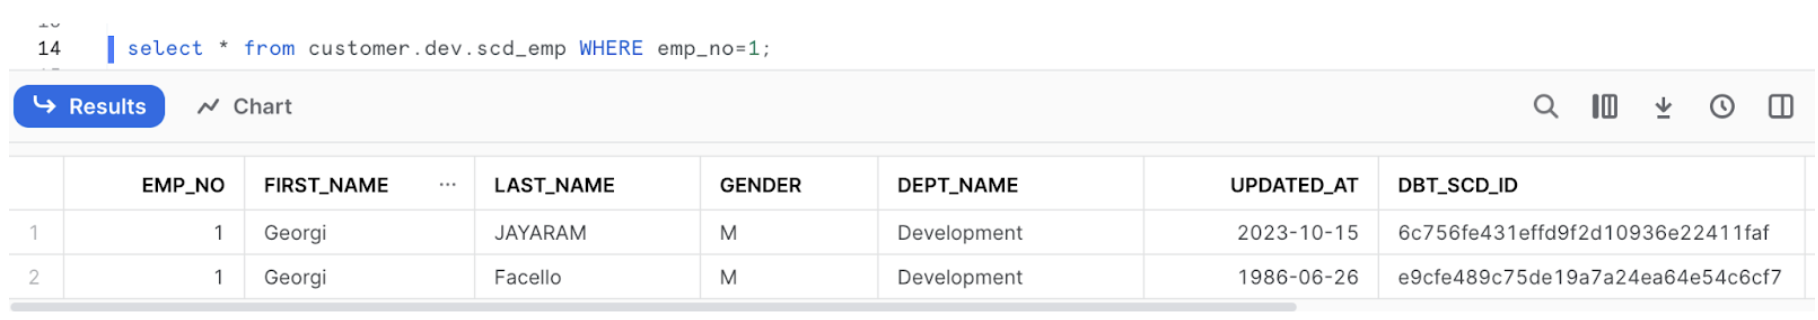 14 select * from customer.dev.scd_emp WHERE emp_no=1;
Results Chart
EMP_NO FIRST_NAME ... LAST_NAME GENDER DEPT_NAME UPDATED_AT DBT_SCD_ID
1 1 Georgi JAYARAM M Development 2023-10-15 6c756fe431effd9f2d10936e22411faf
2 1 Georgi Facello M Development 1986-06-26 e9cfe489c75de19a7a24ea64e54c6cf7